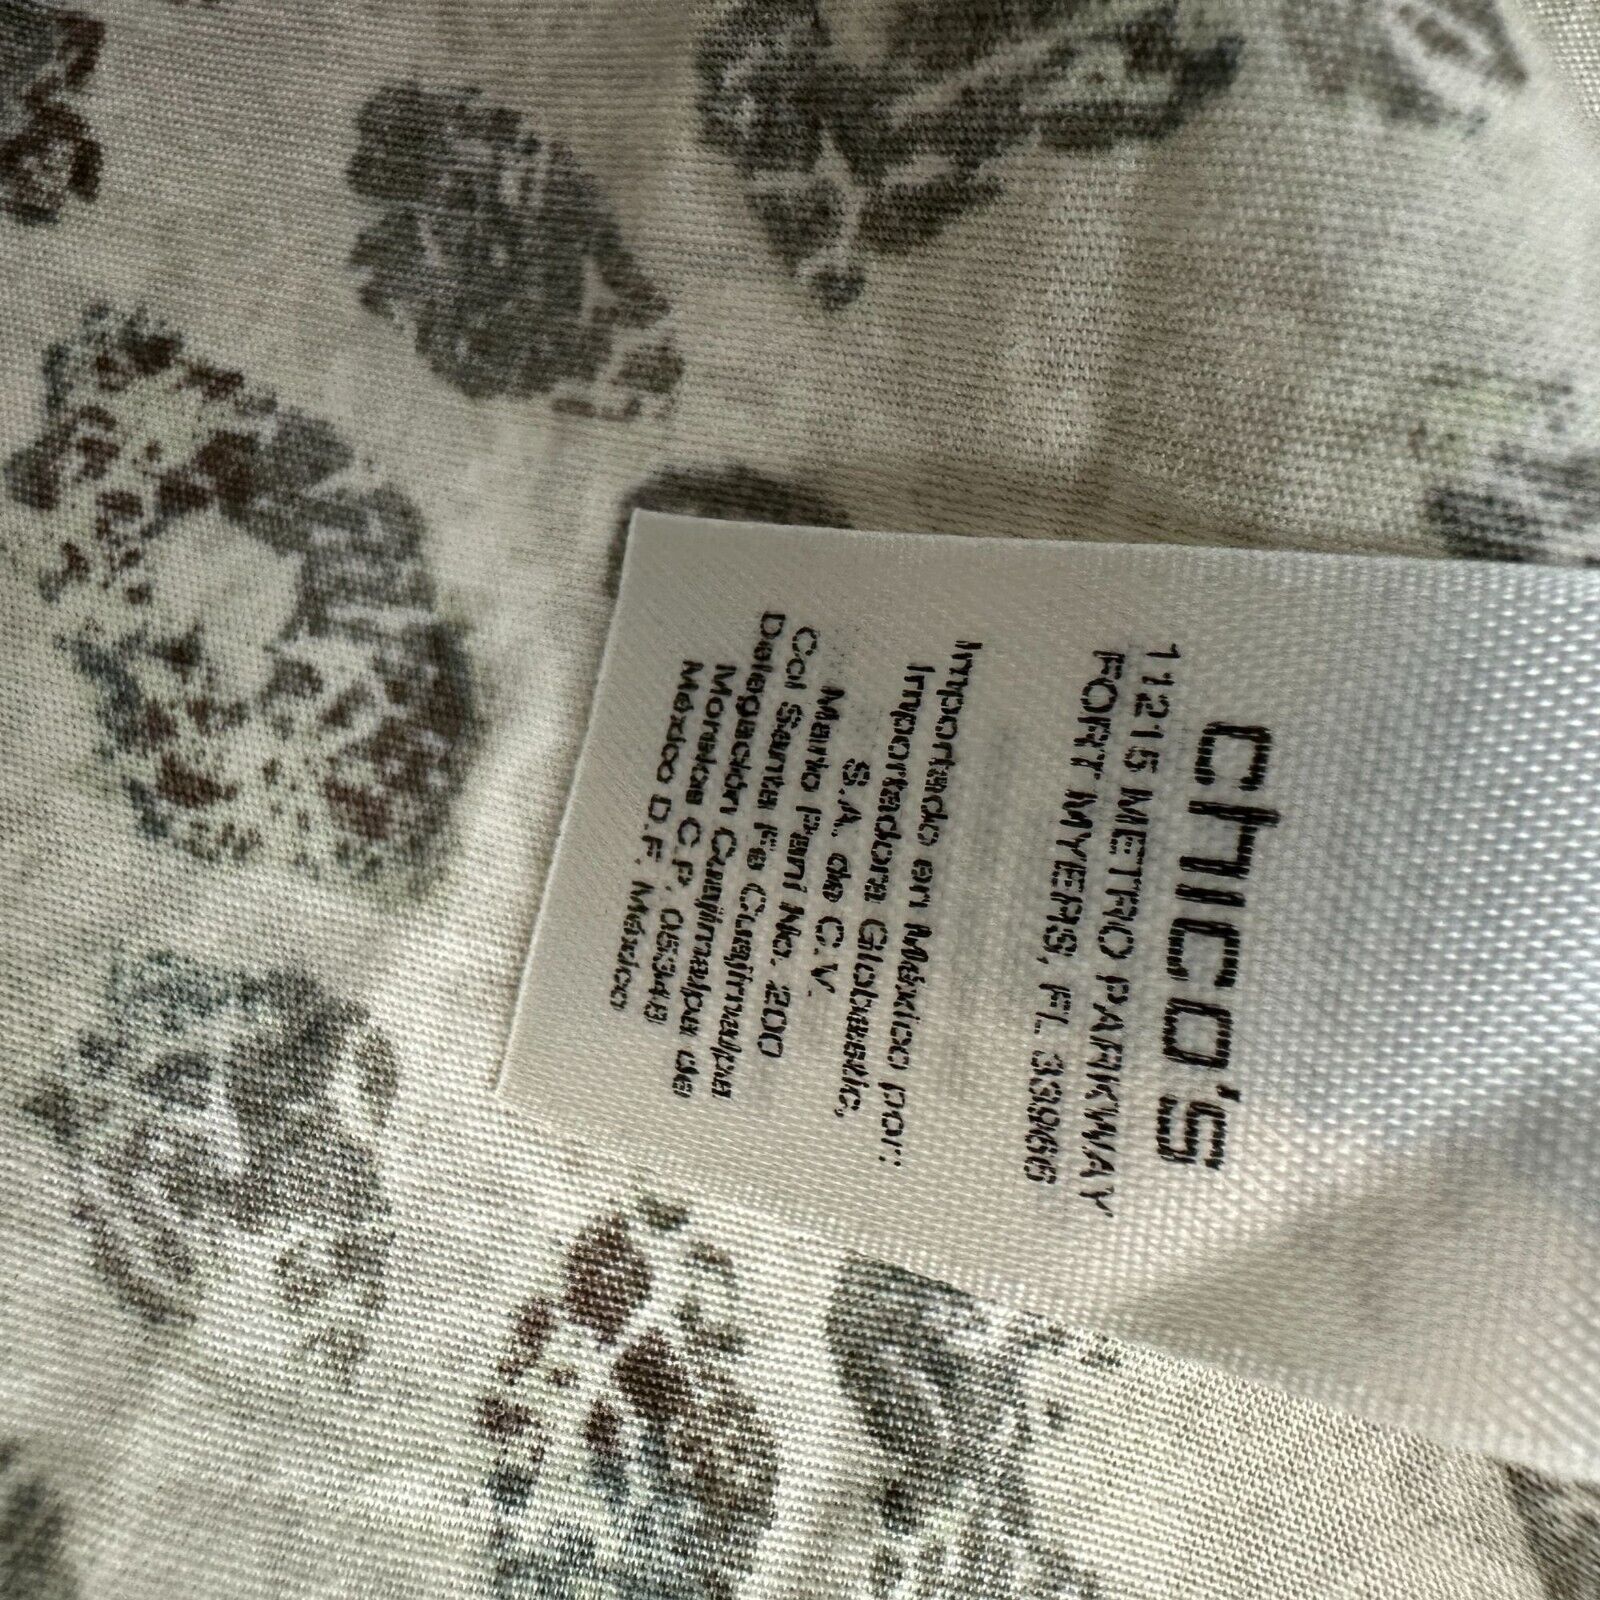 chico's
11215 METRO PARKWAY
FORT MYERS, FL 33966
Importado en México por:
Importadora Globastic,
S.A. de C.V.
Mario Pani No. 200
Col Santa Fe Cuajimalpa
Delegación Cuajimalpa de
Morelos C.P. 05348
México D.F. México